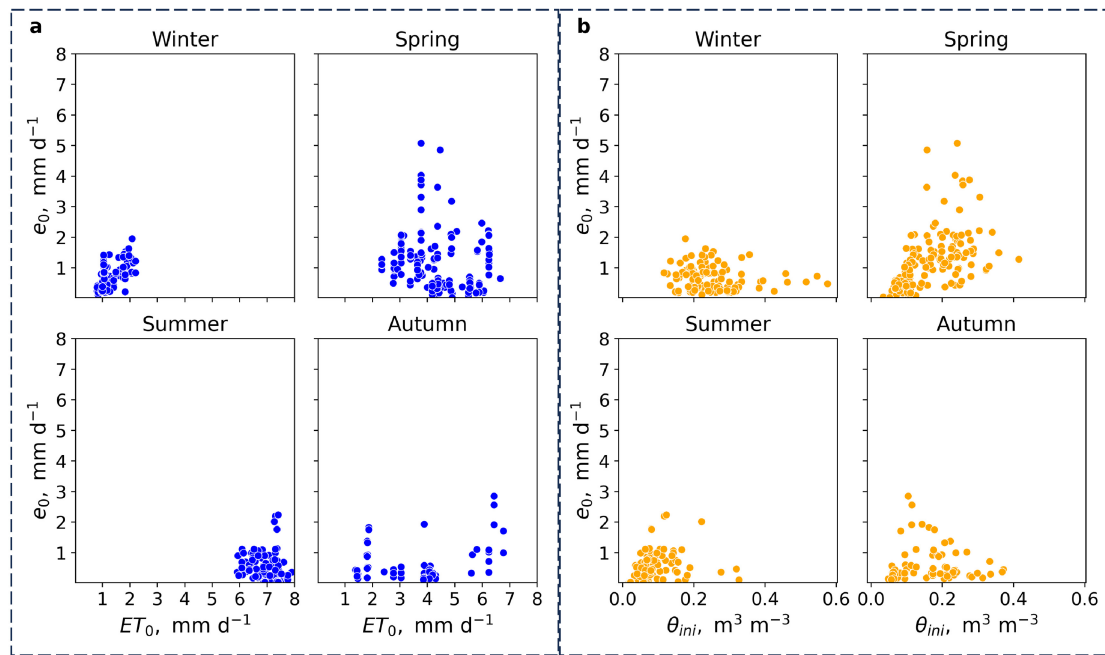 a
Winter
Spring
8
7
6
5
4
3
2
1
e₀, mm d⁻¹
Summer
Autumn
8
7
6
5
4
3
2
1
e₀, mm d⁻¹
1 2 3 4 5 6 7 8
1 2 3 4 5 6 7 8
ET₀, mm d⁻¹
ET₀, mm d⁻¹
b
Winter
Spring
8
7
6
5
4
3
2
1
e₀, mm d⁻¹
Summer
Autumn
8
7
6
5
4
3
2
1
e₀, mm d⁻¹
0.0 0.2 0.4 0.6
0.0 0.2 0.4 0.6
θini, m³ m⁻³
θini, m³ m⁻³